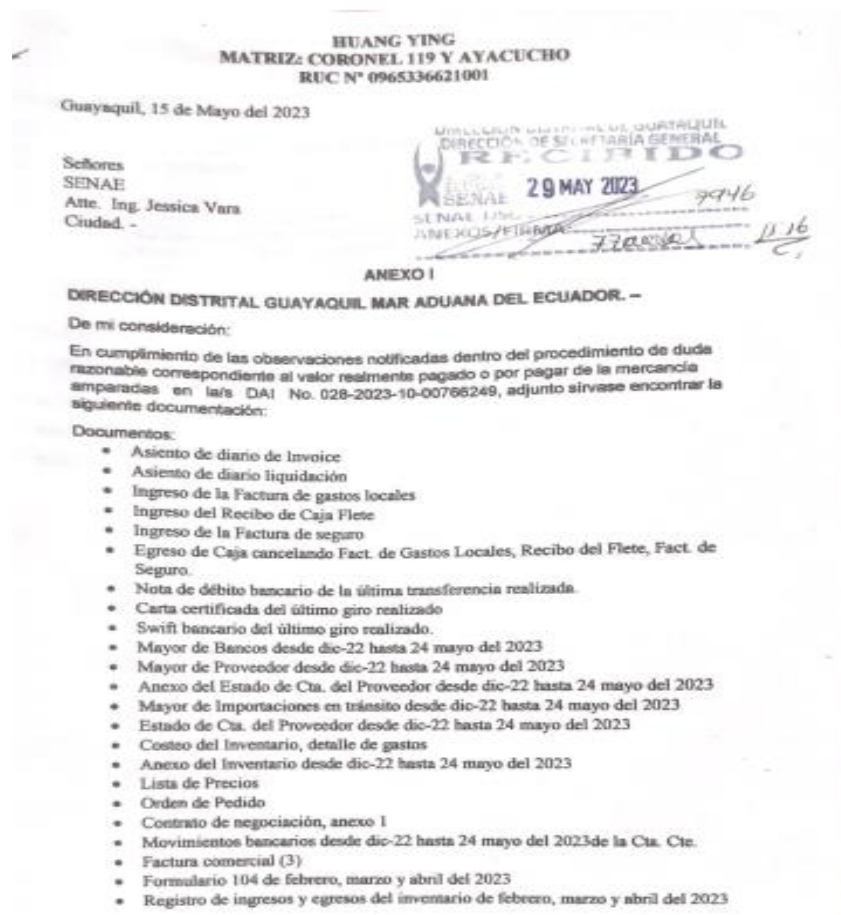 HUANG YING
MATRIZ: CORONEL 119 Y AYACUCHO
RUC N° 0965336621001
Guayaquil, 15 de Mayo del 2023
DIRECCIÓN DISTRITAL DE GUAYAQUIL
DIRECCIÓN DE SECRETARÍA GENERAL
RECIBIDO
Señores
SENAE
Atte. Ing. Jessica Vara
Ciudad. -
SENAE 29 MAY 2023
SENAE DSG
ANEXOS/FIRMA
ANEXO I
DIRECCIÓN DISTRITAL GUAYAQUIL MAR ADUANA DEL ECUADOR. –
De mi consideración:
En cumplimiento de las observaciones notificadas dentro del procedimiento de duda
razonable correspondiente al valor realmente pagado o por pagar de la mercancía
amparadas en la/s DAI No. 028-2023-10-00766249, adjunto sírvase encontrar la
siguiente documentación:
Documentos:
• Asiento de diario de Invoice
• Asiento de diario liquidación
• Ingreso de la Factura de gastos locales
• Ingreso del Recibo de Caja Flete
• Ingreso de la Factura de seguro
• Egreso de Caja cancelando Fact. de Gastos Locales, Recibo del Flete, Fact. de
Seguro.
• Nota de débito bancario de la última transferencia realizada.
• Carta certificada del último giro realizado
• Swift bancario del último giro realizado.
• Mayor de Bancos desde dic-22 hasta 24 mayo del 2023
• Mayor de Proveedor desde dic-22 hasta 24 mayo del 2023
• Anexo del Estado de Cta. del Proveedor desde dic-22 hasta 24 mayo del 2023
• Mayor de Importaciones en tránsito desde dic-22 hasta 24 mayo del 2023
• Estado de Cta. del Proveedor desde dic-22 hasta 24 mayo del 2023
• Costeo del Inventario, detalle de gastos
• Anexo del Inventario desde dic-22 hasta 24 mayo del 2023
• Lista de Precios
• Orden de Pedido
• Contrato de negociación, anexo 1
• Movimientos bancarios desde dic-22 hasta 24 mayo del 2023de la Cta. Cte.
• Factura comercial (3)
• Formulario 104 de febrero, marzo y abril del 2023
• Registro de ingresos y egresos del inventario de febrero, marzo y abril del 2023